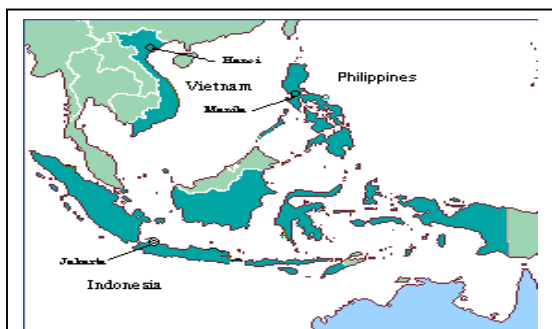 Hanoi
Vietnam
Philippines
Manila
Jakarta
Indonesia